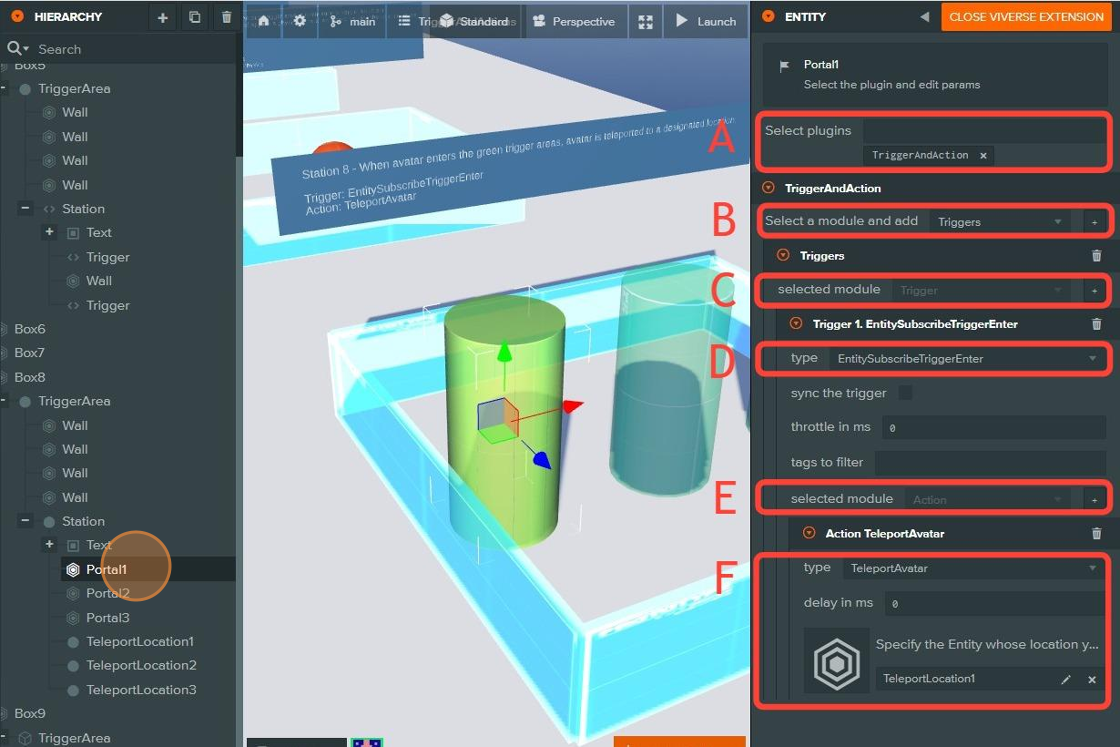 HIERARCHY
Search
Box5
TriggerArea
Wall
Wall
Wall
Wall
Station
Text
Trigger
Wall
Trigger
Box6
Box7
Box8
TriggerArea
Wall
Wall
Wall
Wall
Station
Text
Portal1
Portal2
Portal3
TeleportLocation1
TeleportLocation2
TeleportLocation3
Box9
TriggerArea
main
Standard
Perspective
Launch
Station 8 - When avatar enters the green trigger areas, avatar is teleported to a designated location
Trigger: EntitySubscribeTriggerEnter
Action: TeleportAvatar
A
B
C
D
E
F
ENTITY
CLOSE VIVERSE EXTENSION
Portal1
Select the plugin and edit params
Select plugins
TriggerAndAction ×
TriggerAndAction
Select a module and add Triggers +
Triggers
selected module Trigger +
Trigger 1. EntitySubscribeTriggerEnter
type EntitySubscribeTriggerEnter
sync the trigger
throttle in ms 0
tags to filter
selected module Action +
Action TeleportAvatar
type TeleportAvatar
delay in ms 0
Specify the Entity whose location y...
TeleportLocation1